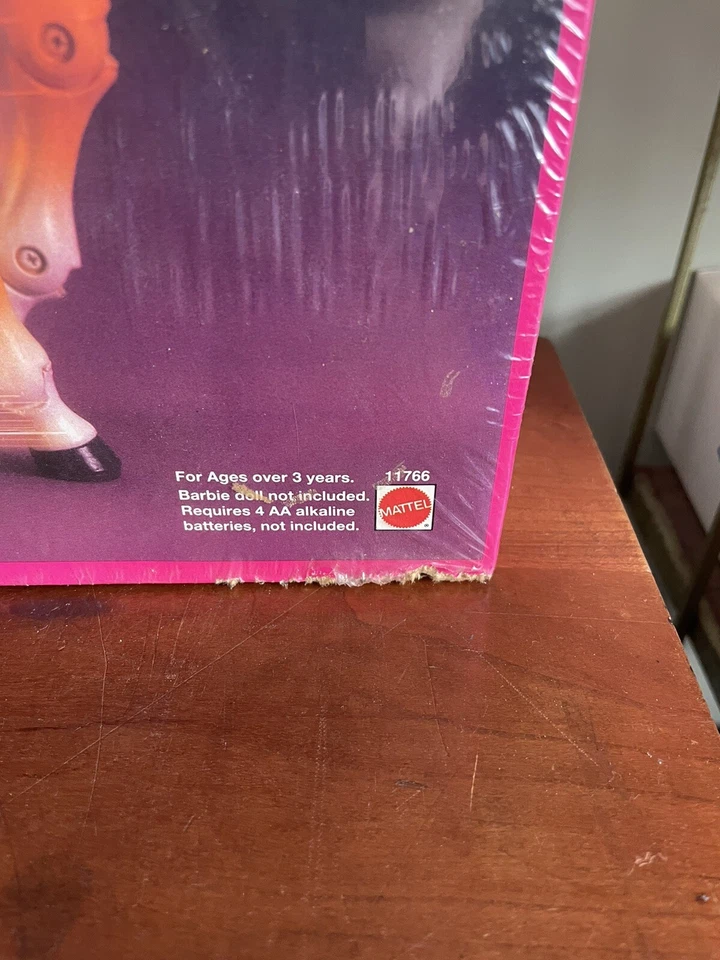 For Ages over 3 years.
11766
Barbie doll not included.
Requires 4 AA alkaline
batteries, not included.
MATTEL
®